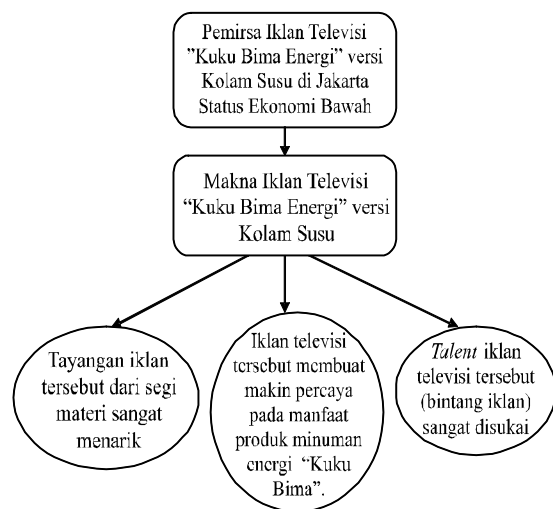 Pemirsa Iklan Televisi
”Kuku Bima Energi” versi
Kolam Susu di Jakarta
Status Ekonomi Bawah
Makna Iklan Televisi
“Kuku Bima Energi” versi
Kolam Susu
Tayangan iklan
tersebut dari segi
materi sangat
menarik
Iklan televisi
tersebut membuat
makin percaya
pada manfaat
produk minuman
energi “Kuku
Bima”.
Talent iklan
televisi tersebut
(bintang iklan)
sangat disukai